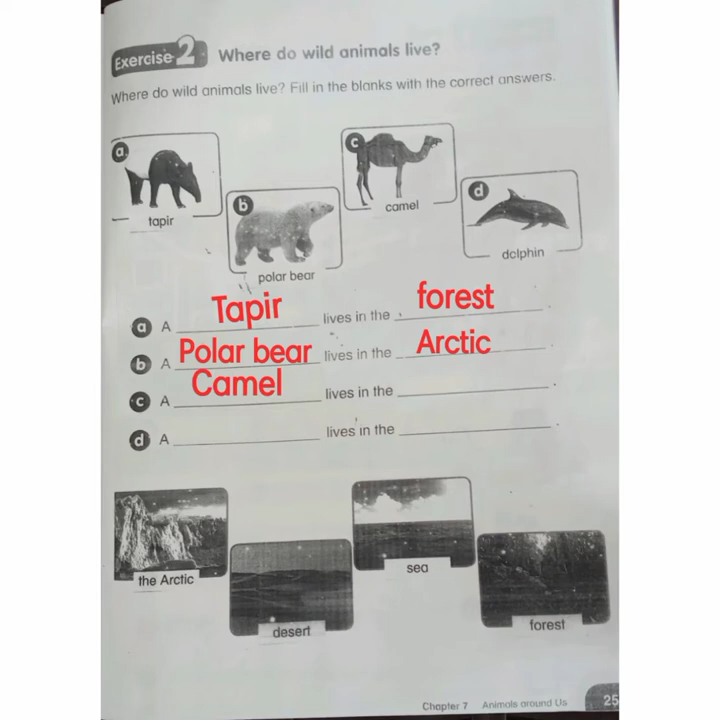 Exercise 2 Where do wild animals live?
Where do wild animals live? Fill in the blanks with the correct answers.
a
tapir
b
polar bear
c
camel
d
dolphin
a A Tapir lives in the forest.
b A Polar bear lives in the Arctic.
c A Camel lives in the .
d A lives in the .
the Arctic
desert
sea
forest
Chapter 7 Animals around Us 25